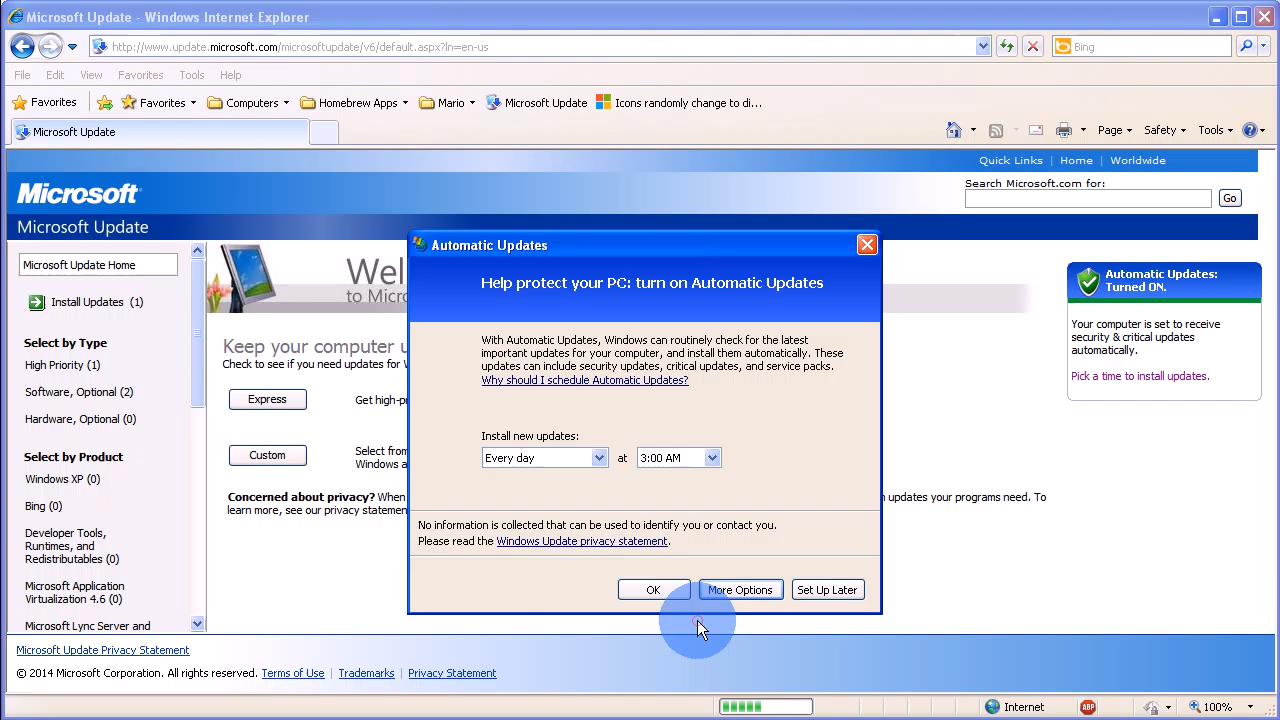 Microsoft Update - Windows Internet Explorer
http://www.update.microsoft.com/microsoftupdate/v6/default.aspx?ln=en-us
Bing
File Edit View Favorites Tools Help
Favorites Favorites Computers Homebrew Apps Mario Microsoft Update Icons randomly change to di...
Microsoft Update
Page Safety Tools
Quick Links | Home | Worldwide
Microsoft
Search Microsoft.com for:
Go
Microsoft Update
Microsoft Update Home
Install Updates (1)
Select by Type
High Priority (1)
Software, Optional (2)
Hardware, Optional (0)
Select by Product
Windows XP (0)
Bing (0)
Developer Tools,
Runtimes, and
Redistributables (0)
Microsoft Application
Virtualization 4.6 (0)
Microsoft Lync Server and
Wel
to Micr
Keep your computer u
Check to see if you need updates for W
Express
Get high-pr
Custom
Select from
Windows a
Concerned about privacy? When
learn more, see our privacy statemen
updates your programs need. To
Automatic Updates
Help protect your PC: turn on Automatic Updates
With Automatic Updates, Windows can routinely check for the latest
important updates for your computer, and install them automatically. These
updates can include security updates, critical updates, and service packs.
Why should I schedule Automatic Updates?
Install new updates:
Every day at 3:00 AM
No information is collected that can be used to identify you or contact you.
Please read the Windows Update privacy statement.
OK More Options Set Up Later
Automatic Updates:
Turned ON.
Your computer is set to receive
security & critical updates
automatically.
Pick a time to install updates.
Microsoft Update Privacy Statement
© 2014 Microsoft Corporation. All rights reserved. Terms of Use | Trademarks | Privacy Statement
Internet ABP 100%